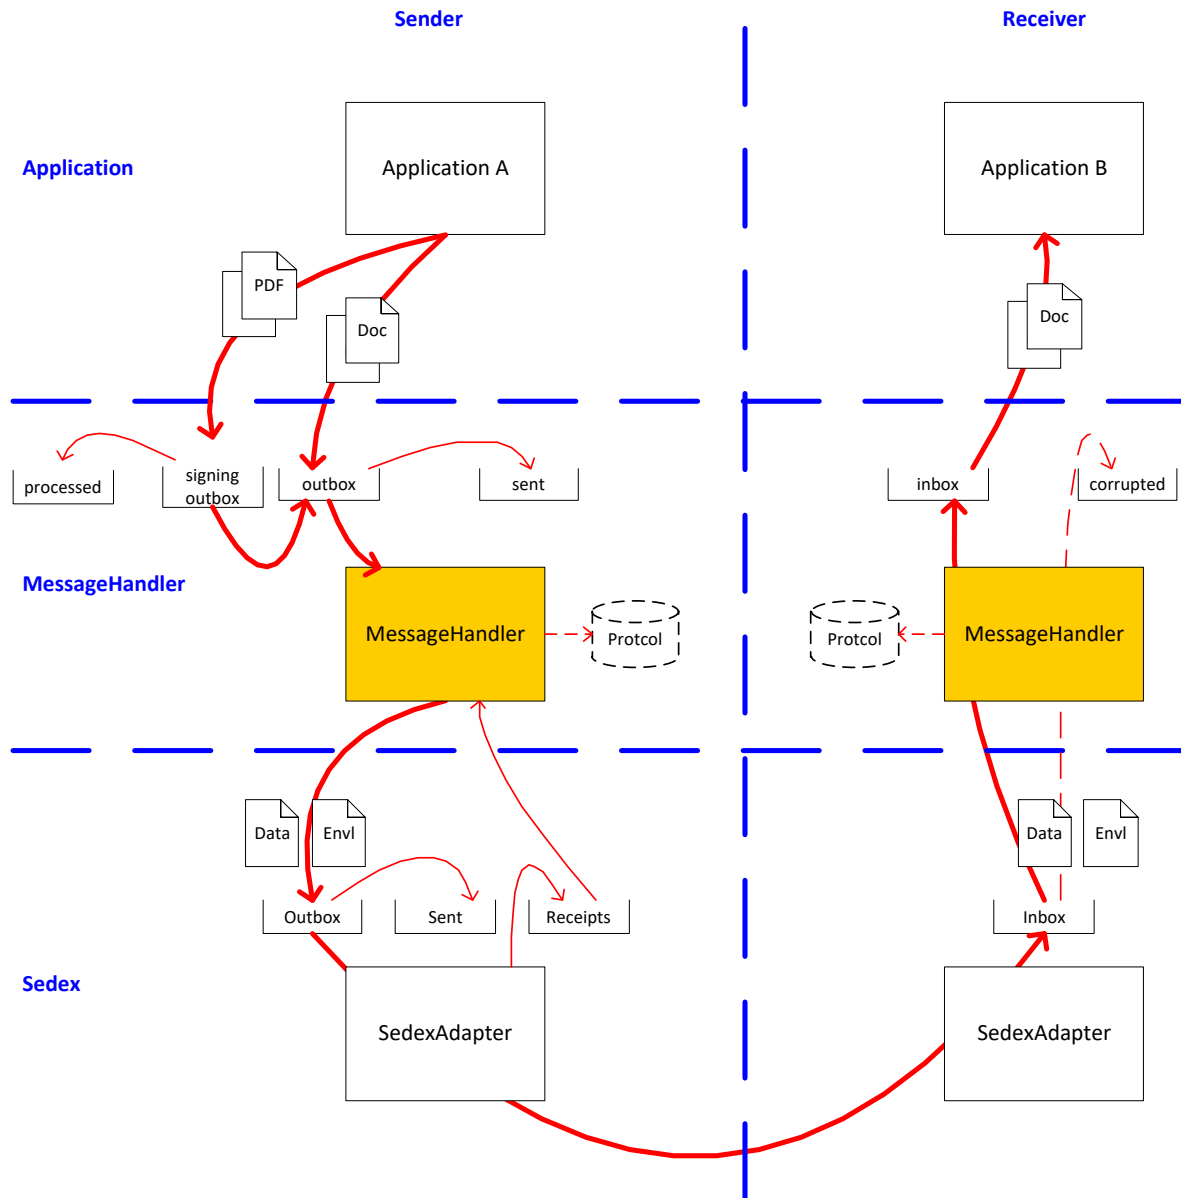 Sender
Receiver
Application
Application A
Application B
PDF
Doc
Doc
processed
signing
outbox
outbox
sent
inbox
corrupted
MessageHandler
MessageHandler
Protcol
Protcol
MessageHandler
Data
Envl
Data
Envl
Outbox
Sent
Receipts
Inbox
Sedex
SedexAdapter
SedexAdapter